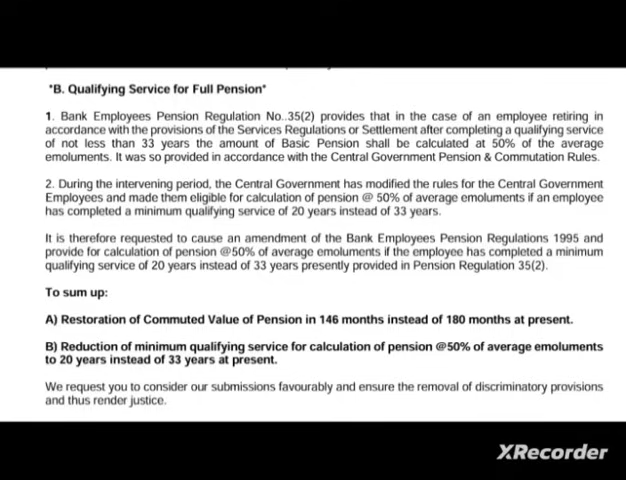 *B. Qualifying Service for Full Pension*
1. Bank Employees Pension Regulation No..35(2) provides that in the case of an employee retiring in
accordance with the provisions of the Services Regulations or Settlement after completing a qualifying service
of not less than 33 years the amount of Basic Pension shall be calculated at 50% of the average
emoluments. It was so provided in accordance with the Central Government Pension & Commutation Rules.
2. During the intervening period, the Central Government has modified the rules for the Central Government
Employees and made them eligible for calculation of pension @ 50% of average emoluments if an employee
has completed a minimum qualifying service of 20 years instead of 33 years.
It is therefore requested to cause an amendment of the Bank Employees Pension Regulations 1995 and
provide for calculation of pension @50% of average emoluments if the employee has completed a minimum
qualifying service of 20 years instead of 33 years presently provided in Pension Regulation 35(2).
To sum up:
A) Restoration of Commuted Value of Pension in 146 months instead of 180 months at present.
B) Reduction of minimum qualifying service for calculation of pension @50% of average emoluments
to 20 years instead of 33 years at present.
We request you to consider our submissions favourably and ensure the removal of discriminatory provisions
and thus render justice.
XRecorder